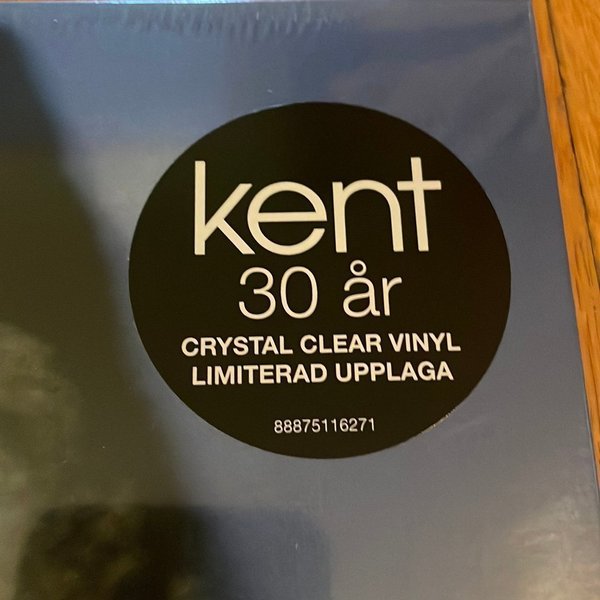 kent
30 år
CRYSTAL CLEAR VINYL
LIMITERAD UPPLAGA
88875116271